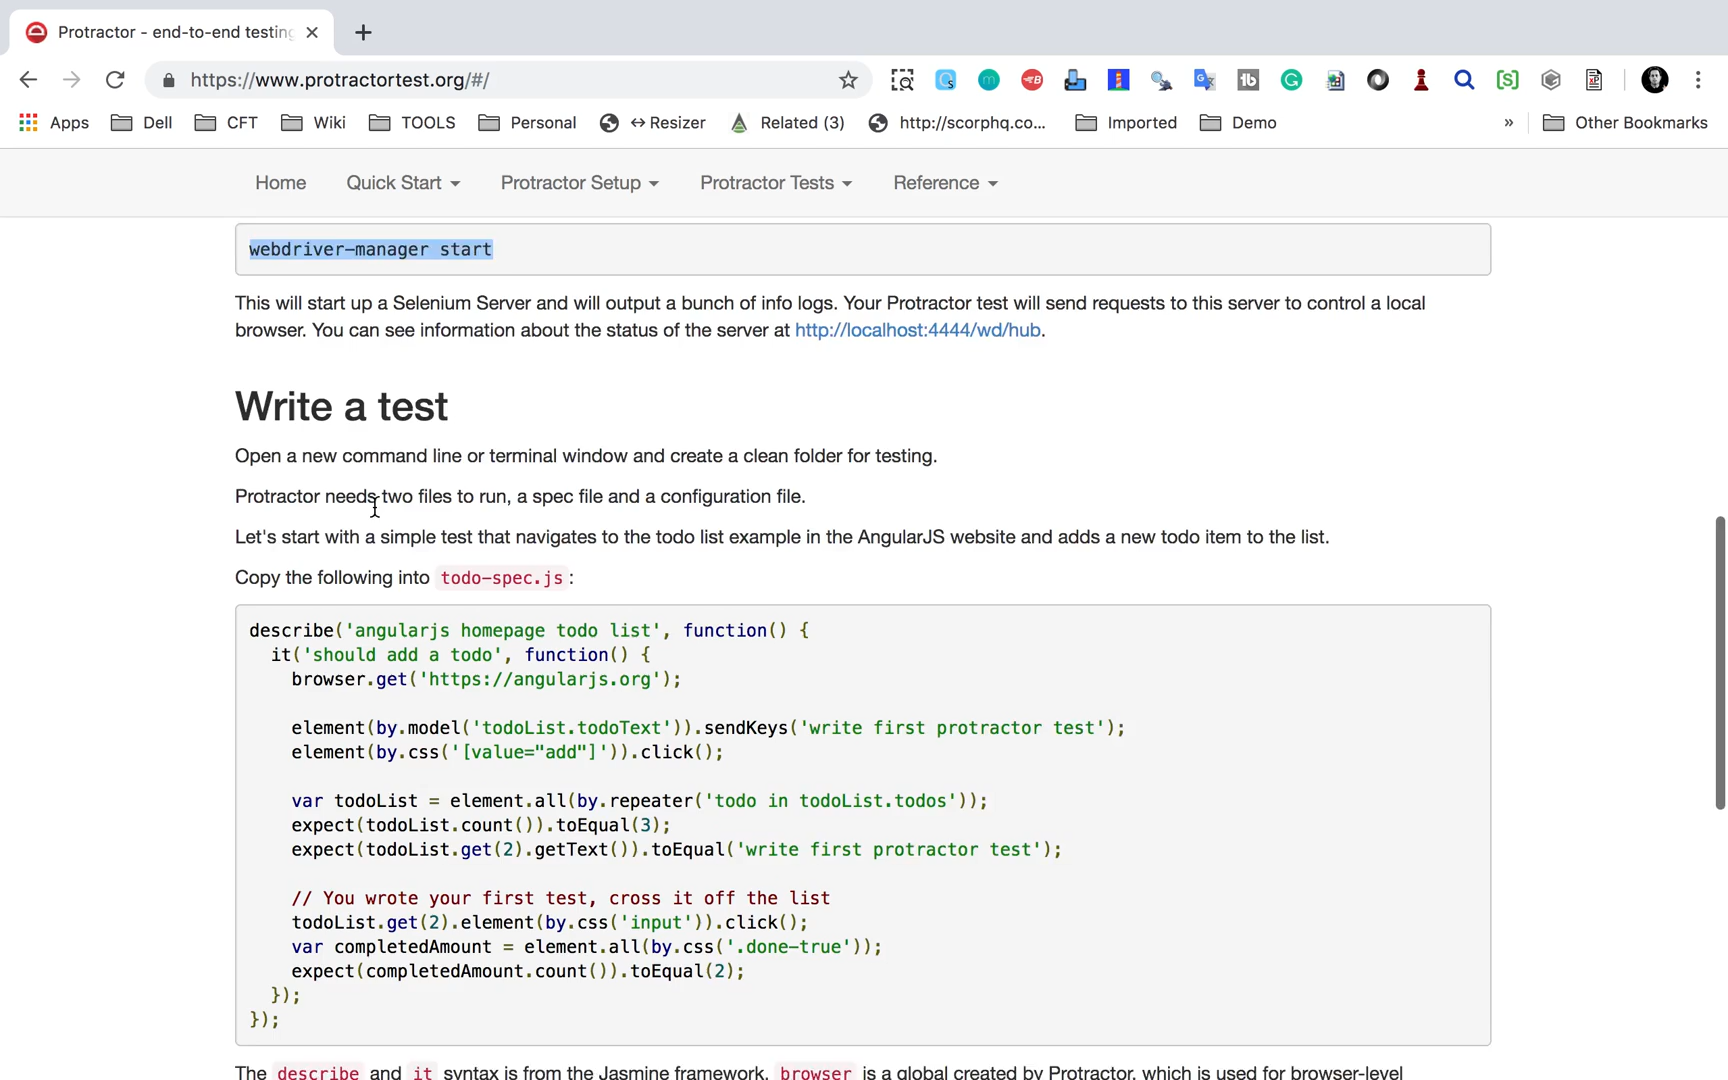 Protractor - end-to-end testing
https://www.protractortest.org/#/
Apps Dell CFT Wiki TOOLS Personal ↔Resizer Related (3) http://scorphq.co... Imported Demo » Other Bookmarks
Home Quick Start Protractor Setup Protractor Tests Reference
webdriver-manager start
This will start up a Selenium Server and will output a bunch of info logs. Your Protractor test will send requests to this server to control a local
browser. You can see information about the status of the server at http://localhost:4444/wd/hub.
Write a test
Open a new command line or terminal window and create a clean folder for testing.
Protractor needs two files to run, a spec file and a configuration file.
Let's start with a simple test that navigates to the todo list example in the AngularJS website and adds a new todo item to the list.
Copy the following into todo-spec.js:
describe('angularjs homepage todo list', function() {
  it('should add a todo', function() {
    browser.get('https://angularjs.org');
    element(by.model('todoList.todoText')).sendKeys('write first protractor test');
    element(by.css('[value="add"]')).click();
    var todoList = element.all(by.repeater('todo in todoList.todos'));
    expect(todoList.count()).toEqual(3);
    expect(todoList.get(2).getText()).toEqual('write first protractor test');
    // You wrote your first test, cross it off the list
    todoList.get(2).element(by.css('input')).click();
    var completedAmount = element.all(by.css('.done-true'));
    expect(completedAmount.count()).toEqual(2);
  });
});
The describe and it syntax is from the Jasmine framework. browser is a global created by Protractor, which is used for browser-level